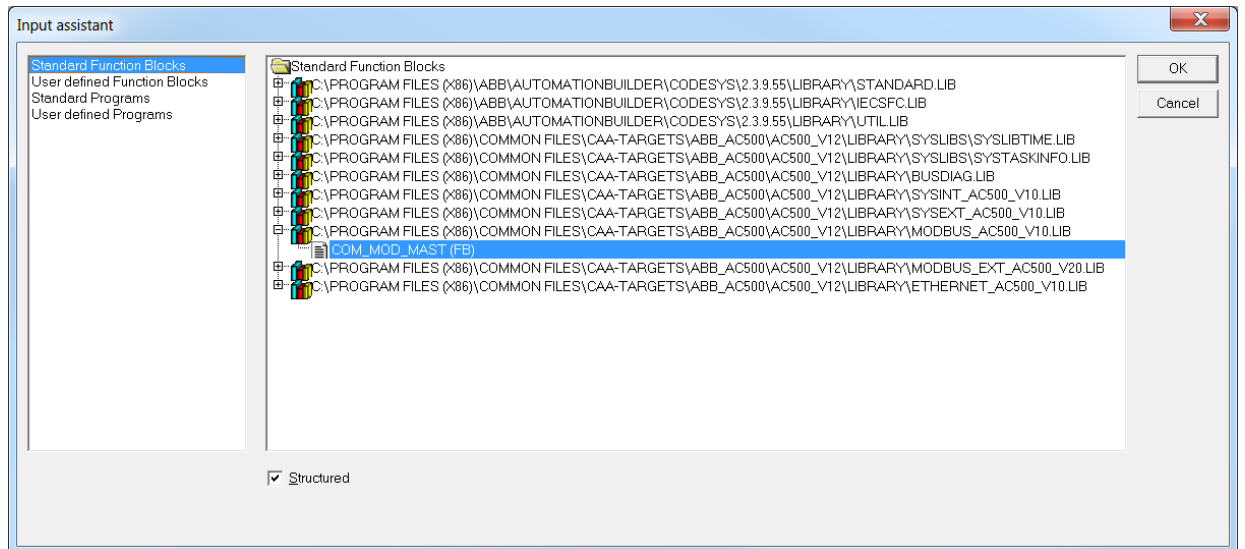 Input assistant
Standard Function Blocks
User defined Function Blocks
Standard Programs
User defined Programs
Standard Function Blocks
C:\PROGRAM FILES (X86)\ABB\AUTOMATIONBUILDER\CODESYS\2.3.9.55\LIBRARY\STANDARD.LIB
C:\PROGRAM FILES (X86)\ABB\AUTOMATIONBUILDER\CODESYS\2.3.9.55\LIBRARY\IECSFC.LIB
C:\PROGRAM FILES (X86)\ABB\AUTOMATIONBUILDER\CODESYS\2.3.9.55\LIBRARY\UTIL.LIB
C:\PROGRAM FILES (X86)\COMMON FILES\CAA-TARGETS\ABB_AC500\AC500_V12\LIBRARY\SYSLIBS\SYSLIBTIME.LIB
C:\PROGRAM FILES (X86)\COMMON FILES\CAA-TARGETS\ABB_AC500\AC500_V12\LIBRARY\SYSLIBS\SYSTASKINFO.LIB
C:\PROGRAM FILES (X86)\COMMON FILES\CAA-TARGETS\ABB_AC500\AC500_V12\LIBRARY\BUSDIAG.LIB
C:\PROGRAM FILES (X86)\COMMON FILES\CAA-TARGETS\ABB_AC500\AC500_V12\LIBRARY\SYSINT_AC500_V10.LIB
C:\PROGRAM FILES (X86)\COMMON FILES\CAA-TARGETS\ABB_AC500\AC500_V12\LIBRARY\SYSEXT_AC500_V10.LIB
C:\PROGRAM FILES (X86)\COMMON FILES\CAA-TARGETS\ABB_AC500\AC500_V12\LIBRARY\MODBUS_AC500_V10.LIB
COM_MOD_MAST (FB)
C:\PROGRAM FILES (X86)\COMMON FILES\CAA-TARGETS\ABB_AC500\AC500_V12\LIBRARY\MODBUS_EXT_AC500_V20.LIB
C:\PROGRAM FILES (X86)\COMMON FILES\CAA-TARGETS\ABB_AC500\AC500_V12\LIBRARY\ETHERNET_AC500_V10.LIB
OK
Cancel
Structured